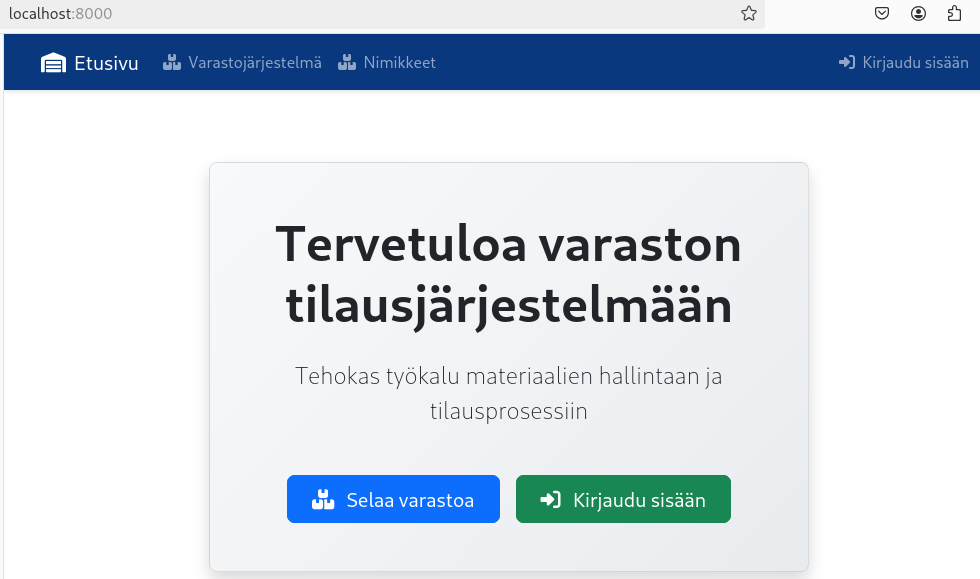 localhost:8000
Etusivu Varastojärjestelmä Nimikkeet Kirjaudu sisään
Tervetuloa varaston
tilausjärjestelmään
Tehokas työkalu materiaalien hallintaan ja
tilausprosessiin
Selaa varastoa Kirjaudu sisään